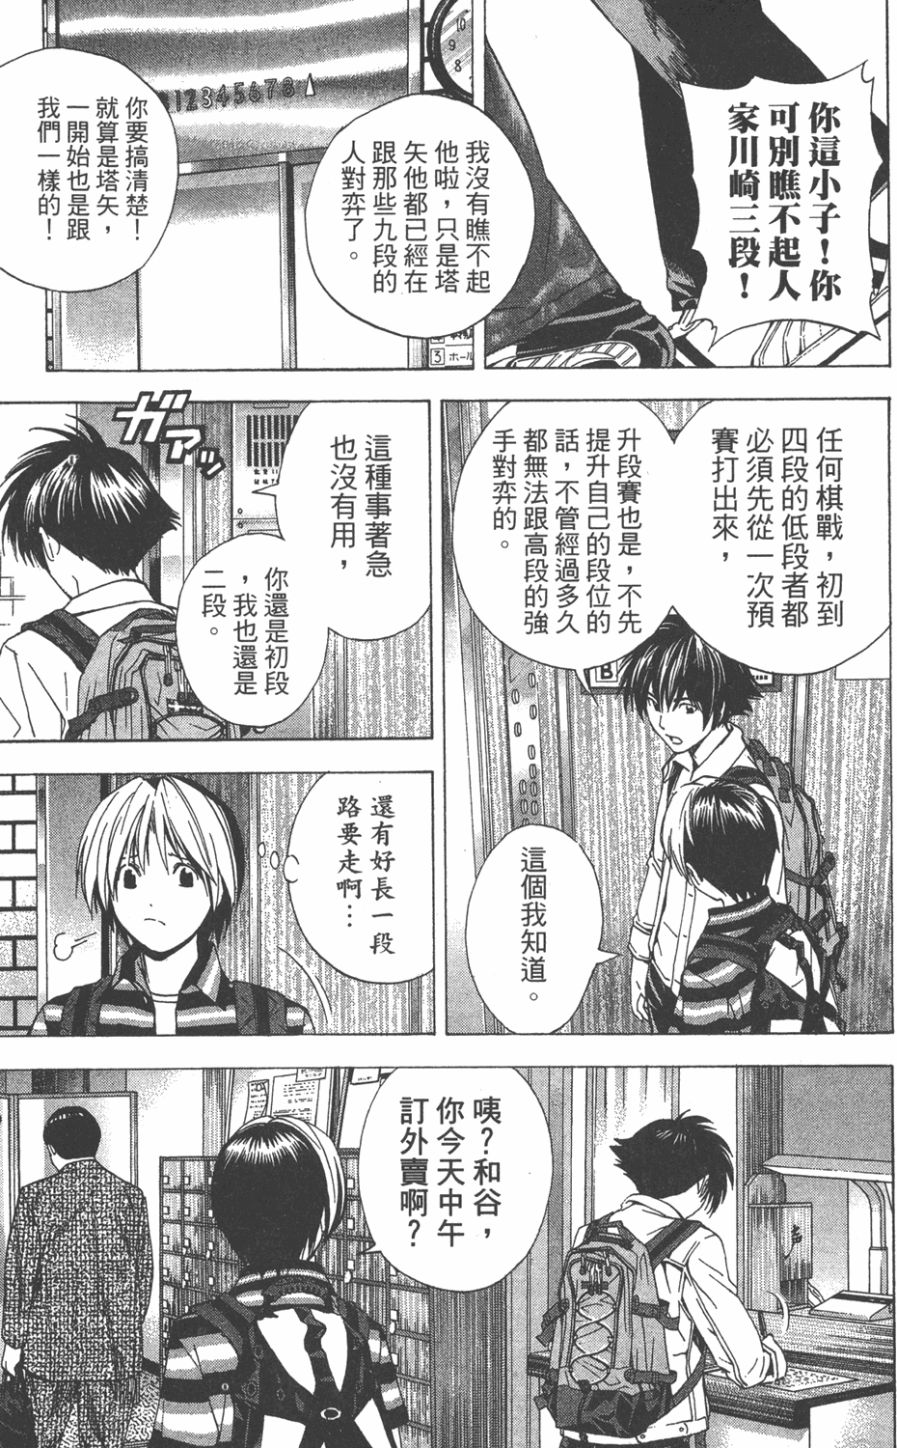 你這小子！你
可別瞧不起人
家川崎三段！
我沒有瞧不起
他啦，只是塔
矢他都已經在
跟那些九段的
人對弈了。
你要搞清楚！
就算是塔矢，
一開始也是跟
我們一樣的！
12345678
10
9
8
3
ホール
任何棋戰，初到
四段的低段者都
必須先從一次預
賽打出來，
升段賽也是，不先
提升自己的段位的
話，不管經過多久
都無法跟高段的強
手對弈的。
B
這個我知道。
ガアッ
這種事著急
也沒有用，
你還是初段
，我也還是
二段。
還有好長一段
路要走啊…
咦？和谷，
你今天中午
訂外賣啊？